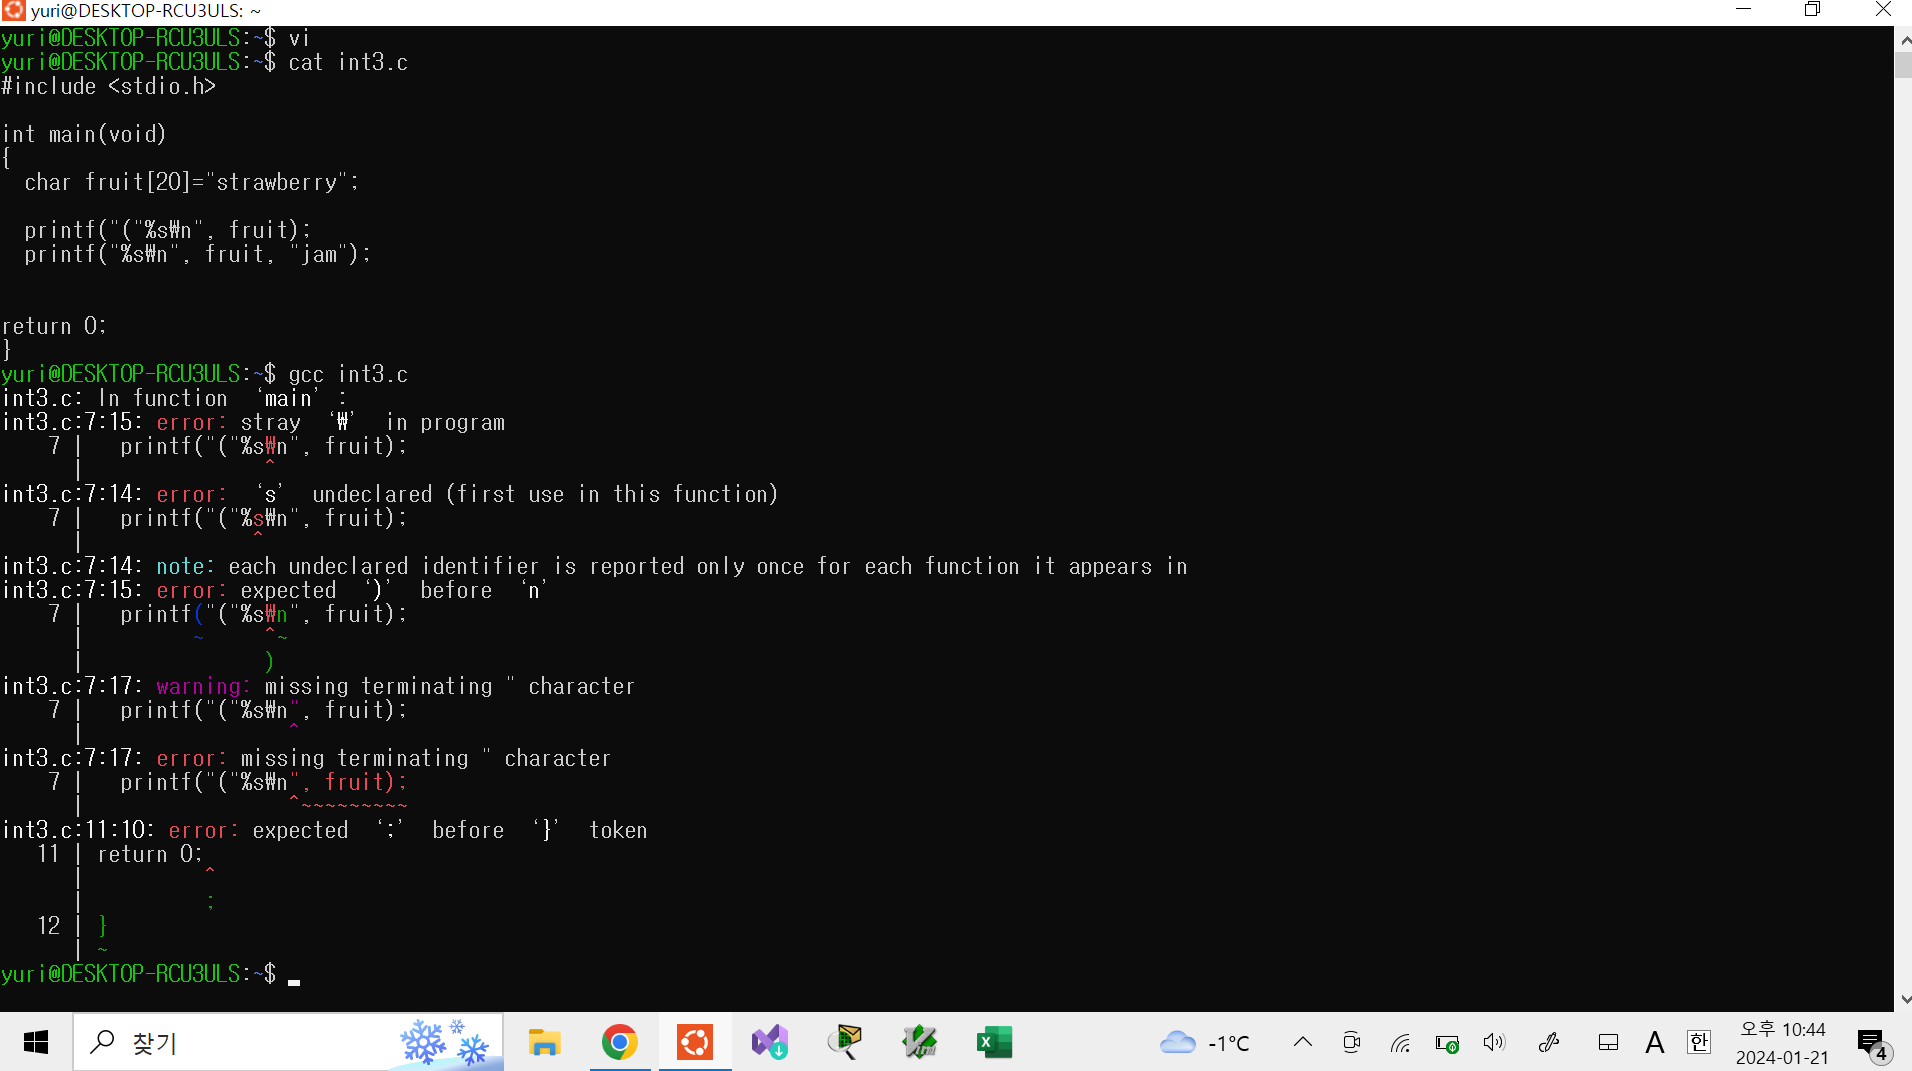 yuri@DESKTOP-RCU3ULS: ~
yuri@DESKTOP-RCU3ULS:~$ vi
yuri@DESKTOP-RCU3ULS:~$ cat int3.c
#include <stdio.h>
int main(void)
{
  char fruit[20]="strawberry";
  printf("("%s₩n", fruit);
  printf("%s₩n", fruit, "jam");
return 0;
}
yuri@DESKTOP-RCU3ULS:~$ gcc int3.c
int3.c: In function ‘main’ :
int3.c:7:15: error: stray ‘₩’ in program
    7 |   printf("("%s₩n", fruit);
      |               ^
int3.c:7:14: error: ‘s’ undeclared (first use in this function)
    7 |   printf("("%s₩n", fruit);
      |              ^
int3.c:7:14: note: each undeclared identifier is reported only once for each function it appears in
int3.c:7:15: error: expected ‘)’ before ‘n’
    7 |   printf("("%s₩n", fruit);
      |         ~     ^~
      |               )
int3.c:7:17: warning: missing terminating " character
    7 |   printf("("%s₩n", fruit);
      |                 ^
int3.c:7:17: error: missing terminating " character
    7 |   printf("("%s₩n", fruit);
      |                 ^~~~~~~~~~
int3.c:11:10: error: expected ‘;’ before ‘}’ token
   11 | return 0;
      |          ^
      |          ;
   12 | }
      | ~
yuri@DESKTOP-RCU3ULS:~$
찾기
-1°C
A
한
오후 10:44
2024-01-21
4